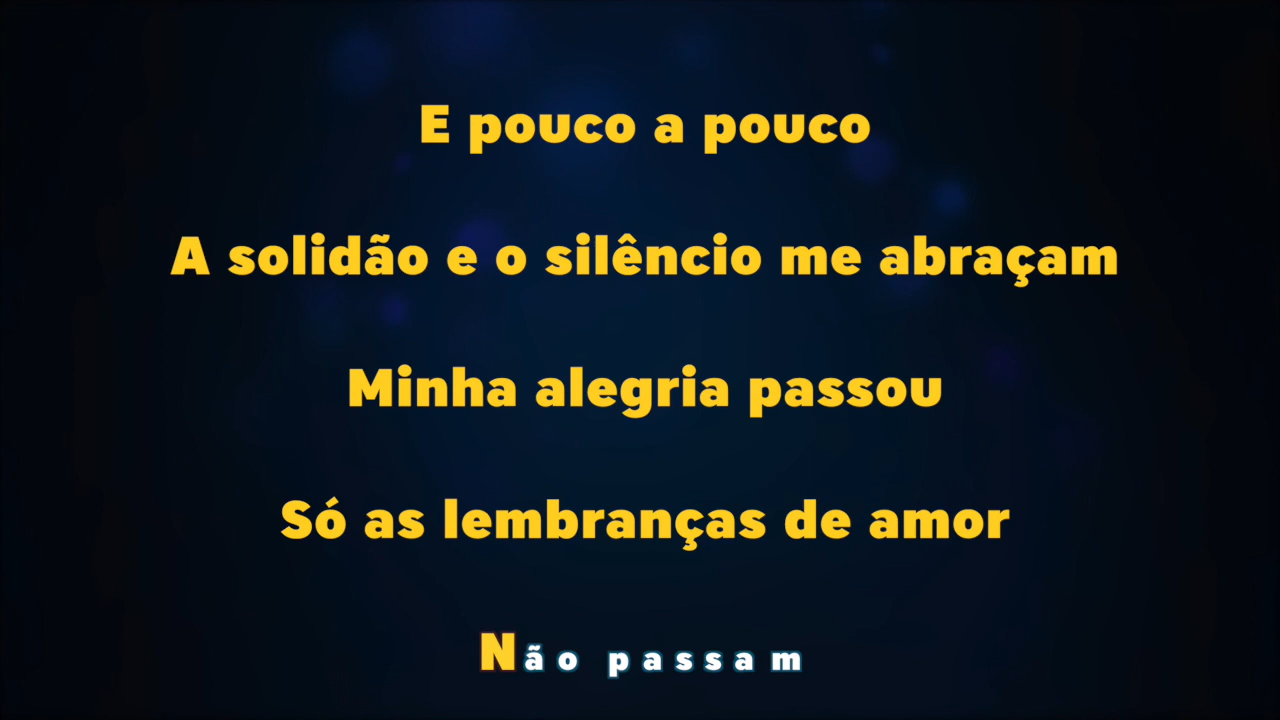 E pouco a pouco
A solidão e o silêncio me abraçam
Minha alegria passou
Só as lembranças de amor
Não passam